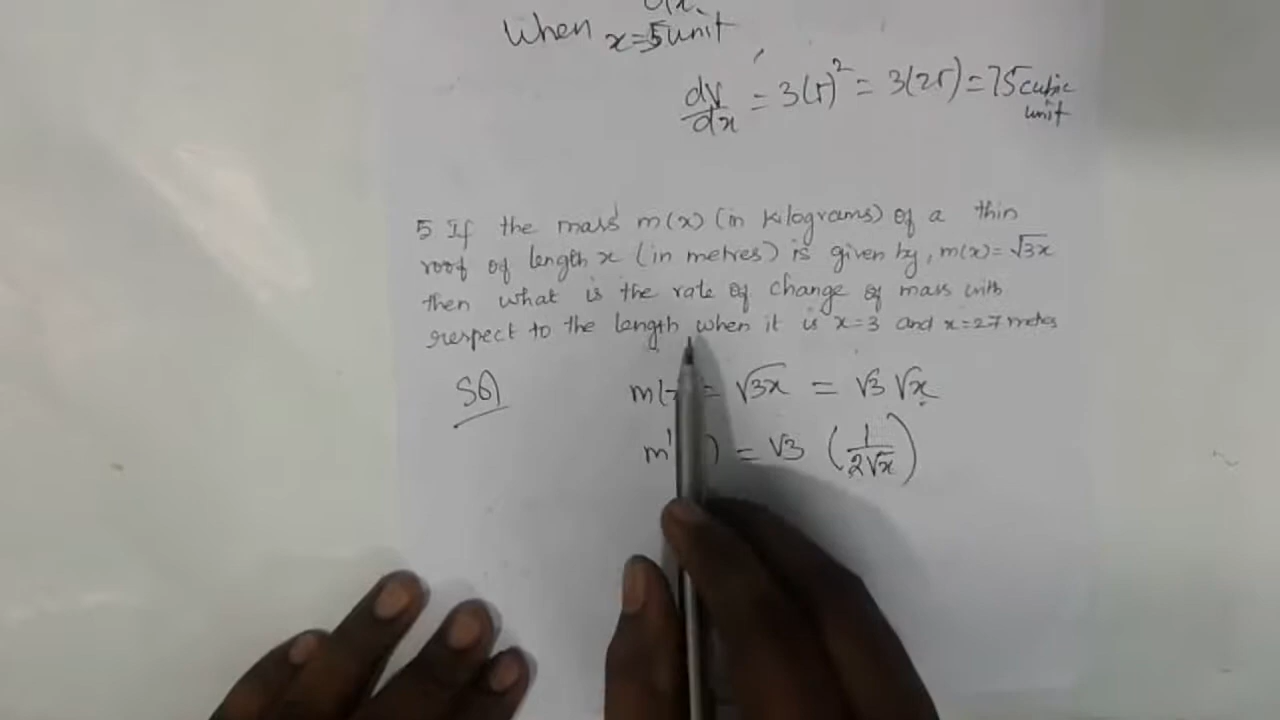 When x=5unit
dv/dx = 3(5)² = 3(25) = 75 cubic unit
5 If the mass m(x) (in kilograms) of a thin
roof of length x (in metres) is given by, m(x)= √3x
then what is the rate of change of mass with
respect to the length when it is x=3 and x=27 metes
Sol
m(x = √3x = √3 √x
m' ) = √3 (1/2√x)